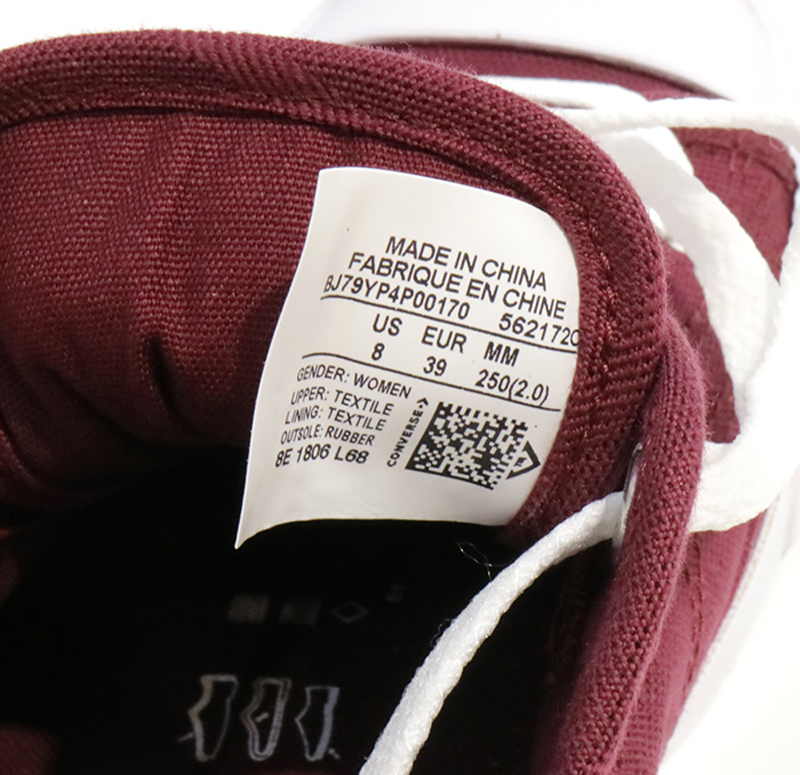 MADE IN CHINA
FABRIQUE EN CHINE
BJ79YP4P00170 562172C
US EUR MM
8 39 250(2.0)
GENDER: WOMEN
UPPER: TEXTILE
LINING: TEXTILE
OUTSOLE: RUBBER
8E 1806 L68
CONVERSE